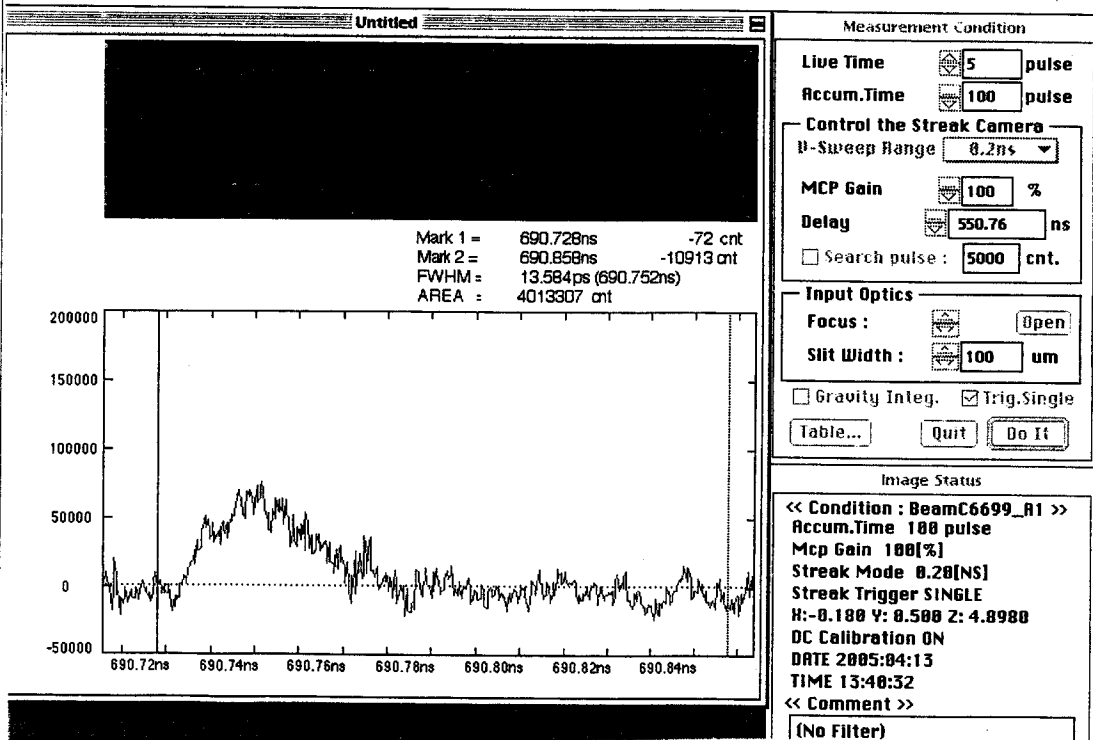 Untitled
Mark 1 = 690.728ns -72 cnt
Mark 2 = 690.858ns -10913 cnt
FWHM = 13.584ps (690.752ns)
AREA : 4013307 cnt
200000
150000
100000
50000
0
-50000
690.72ns 690.74ns 690.76ns 690.78ns 690.80ns 690.82ns 690.84ns
Measurement Condition
Live Time 5 pulse
Accum.Time 100 pulse
Control the Streak Camera
V-Sweep Range 0.2ns
MCP Gain 100 %
Delay 550.76 ns
Search pulse : 5000 cnt.
Input Optics
Focus : Open
Slit Width : 100 um
Gravity Integ. Trig.Single
Table... Quit Do It
Image Status
<< Condition : BeamC6699_A1 >>
Accum.Time 100 pulse
Mcp Gain 100[%]
Streak Mode 0.20[NS]
Streak Trigger SINGLE
X:-0.180 Y: 0.500 Z: 4.8980
DC Calibration ON
DATE 2005:04:13
TIME 13:40:32
<< Comment >>
(No Filter)